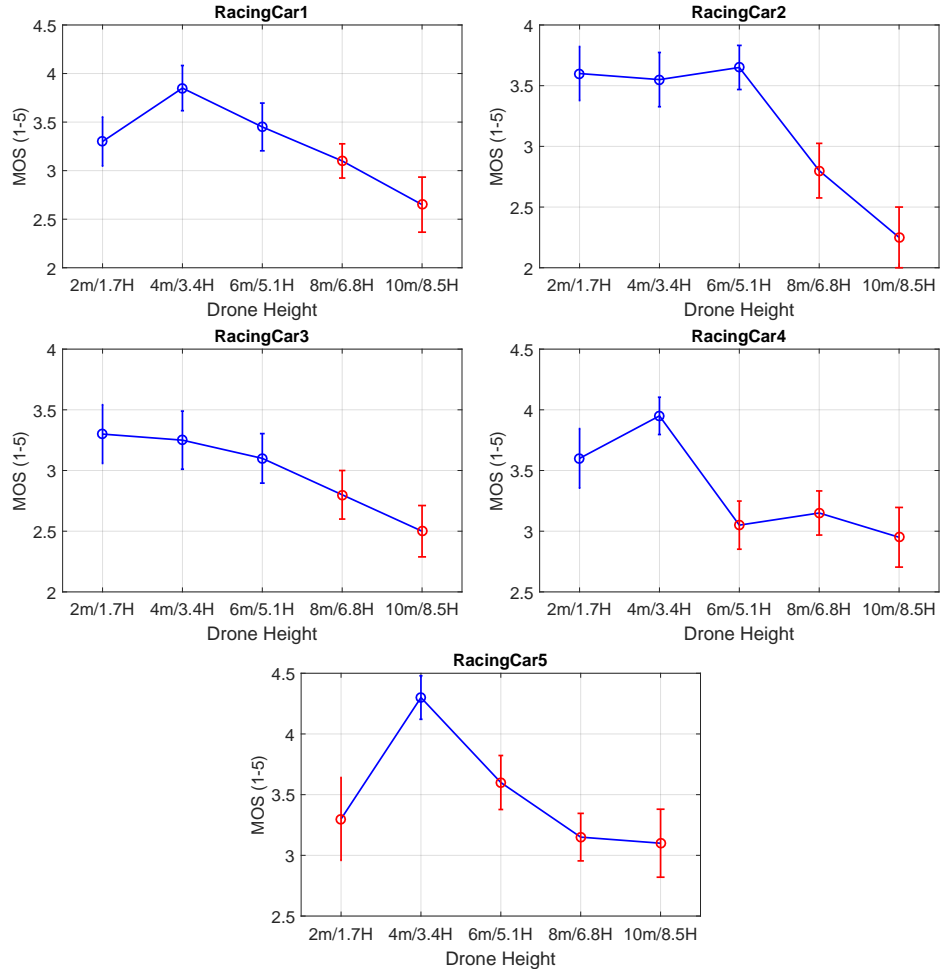 RacingCar1
4.5
4
3.5
3
2.5
2
MOS (1-5)
2m/1.7H 4m/3.4H 6m/5.1H 8m/6.8H 10m/8.5H
Drone Height
RacingCar2
4
3.5
3
2.5
2
MOS (1-5)
2m/1.7H 4m/3.4H 6m/5.1H 8m/6.8H 10m/8.5H
Drone Height
RacingCar3
4
3.5
3
2.5
2
MOS (1-5)
2m/1.7H 4m/3.4H 6m/5.1H 8m/6.8H 10m/8.5H
Drone Height
RacingCar4
4.5
4
3.5
3
2.5
MOS (1-5)
2m/1.7H 4m/3.4H 6m/5.1H 8m/6.8H 10m/8.5H
Drone Height
RacingCar5
4.5
4
3.5
3
2.5
MOS (1-5)
2m/1.7H 4m/3.4H 6m/5.1H 8m/6.8H 10m/8.5H
Drone Height